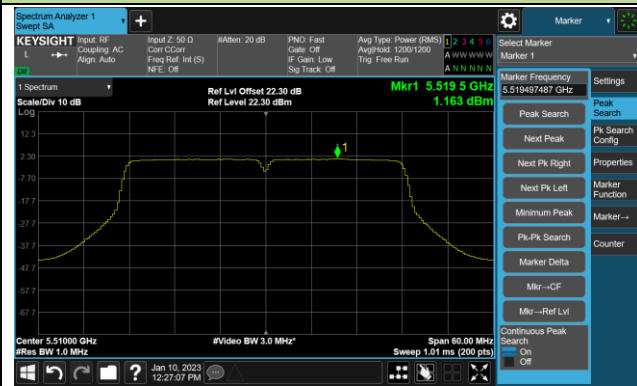 Spectrum Analyzer 1
Swept SA
Marker
KEYSIGHT
L
Input: RF
Coupling: AC
Align: Auto
Input Z: 50 Ω
Corr CCorr
Freq Ref: Int (S)
NFE: Off
#Atten: 20 dB
PNO: Fast
Gate: Off
IF Gain: Low
Sig Track: Off
Avg Type: Power (RMS)
Avg|Hold: 1200/1200
Trig: Free Run
1 2 3 4 5 6
A W W W W W
A N N N N N
Select Marker
Marker 1
1 Spectrum
Scale/Div 10 dB
Ref Lvl Offset 22.30 dB
Ref Level 22.30 dBm
Mkr1 5.519 5 GHz
1.163 dBm
Log
12.3
2.30
-7.70
-17.7
-27.7
-37.7
-47.7
-57.7
-67.7
1
Center 5.51000 GHz
#Res BW 1.0 MHz
#Video BW 3.0 MHz*
Span 60.00 MHz
Sweep 1.01 ms (200 pts)
Marker Frequency
5.519497487 GHz
Peak Search
Next Peak
Next Pk Right
Next Pk Left
Minimum Peak
Pk-Pk Search
Marker Delta
Mkr→CF
Mkr→Ref Lvl
Continuous Peak
Search
On
Off
Settings
Peak
Search
Pk Search
Config
Properties
Marker
Function
Marker→
Counter
Jan 10, 2023
12:27:07 PM